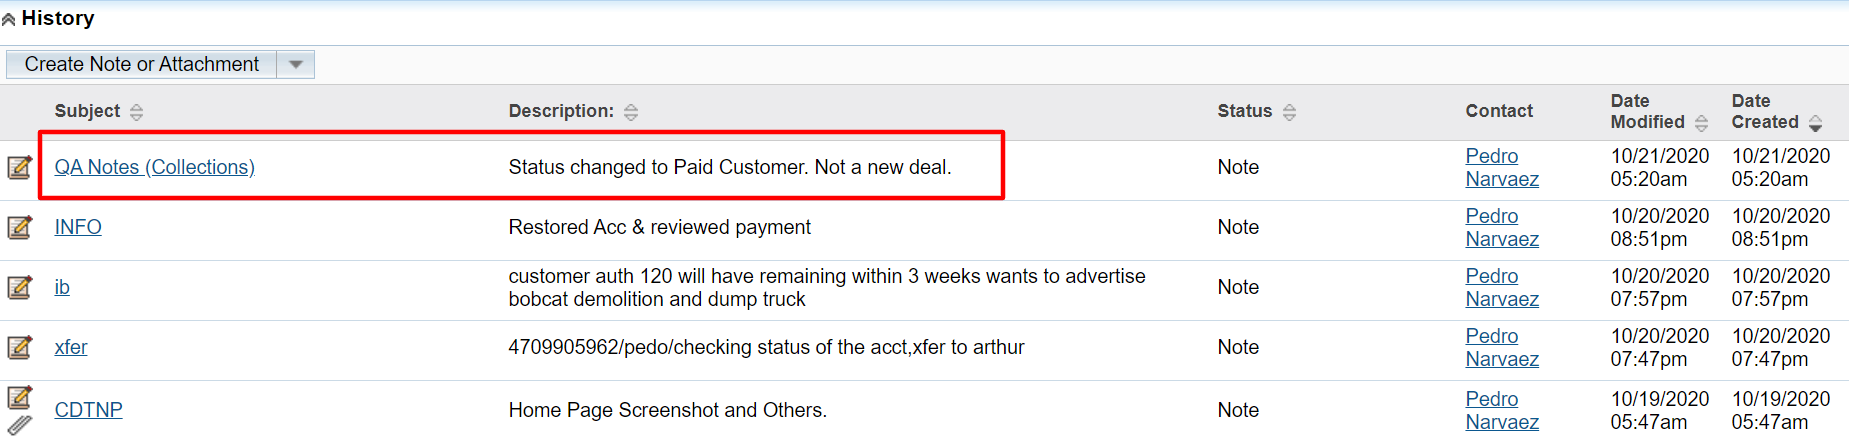 History
Create Note or Attachment
Subject Description: Status Contact Date Modified Date Created
QA Notes (Collections) Status changed to Paid Customer. Not a new deal. Note Pedro Narvaez 10/21/2020 05:20am 10/21/2020 05:20am
INFO Restored Acc & reviewed payment Note Pedro Narvaez 10/20/2020 08:51pm 10/20/2020 08:51pm
ib customer auth 120 will have remaining within 3 weeks wants to advertise bobcat demolition and dump truck Note Pedro Narvaez 10/20/2020 07:57pm 10/20/2020 07:57pm
xfer 4709905962/pedo/checking status of the acct,xfer to arthur Note Pedro Narvaez 10/20/2020 07:47pm 10/20/2020 07:47pm
CDTNP Home Page Screenshot and Others. Note Pedro Narvaez 10/19/2020 05:47am 10/19/2020 05:47am